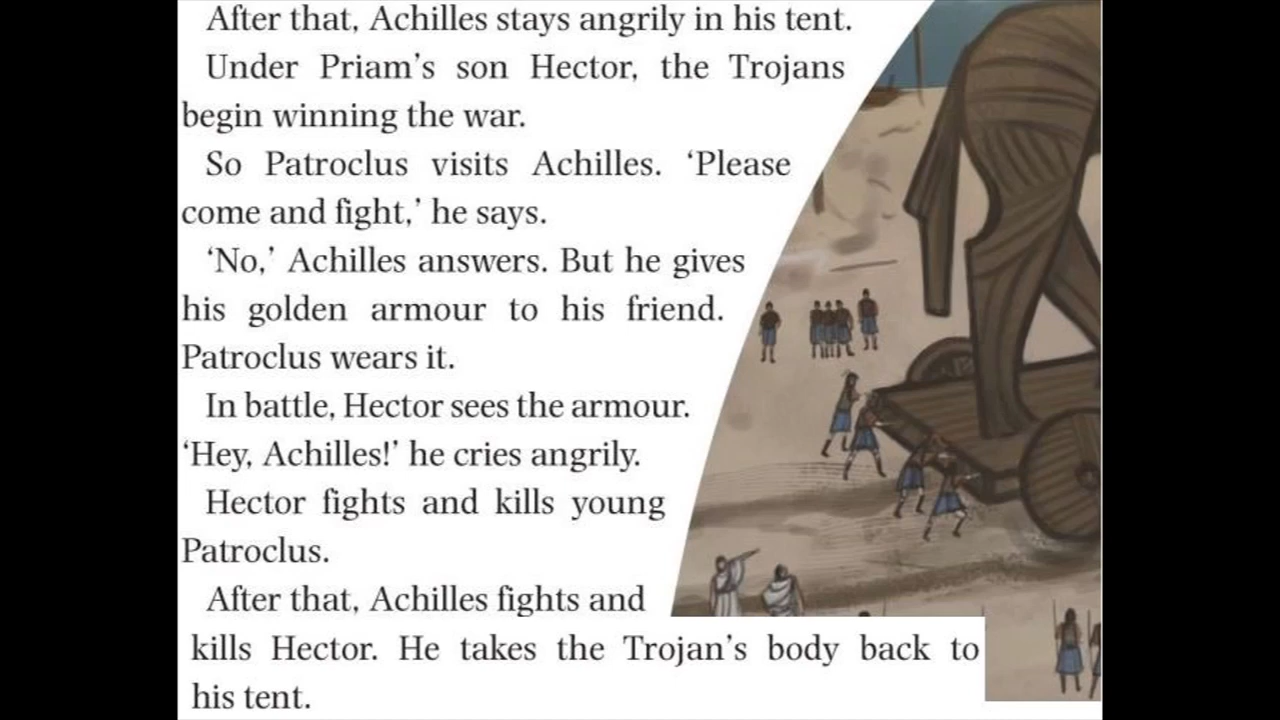 After that, Achilles stays angrily in his tent.
Under Priam’s son Hector, the Trojans
begin winning the war.
So Patroclus visits Achilles. ‘Please
come and fight,’ he says.
‘No,’ Achilles answers. But he gives
his golden armour to his friend.
Patroclus wears it.
In battle, Hector sees the armour.
‘Hey, Achilles!’ he cries angrily.
Hector fights and kills young
Patroclus.
After that, Achilles fights and
kills Hector. He takes the Trojan’s body back to
his tent.